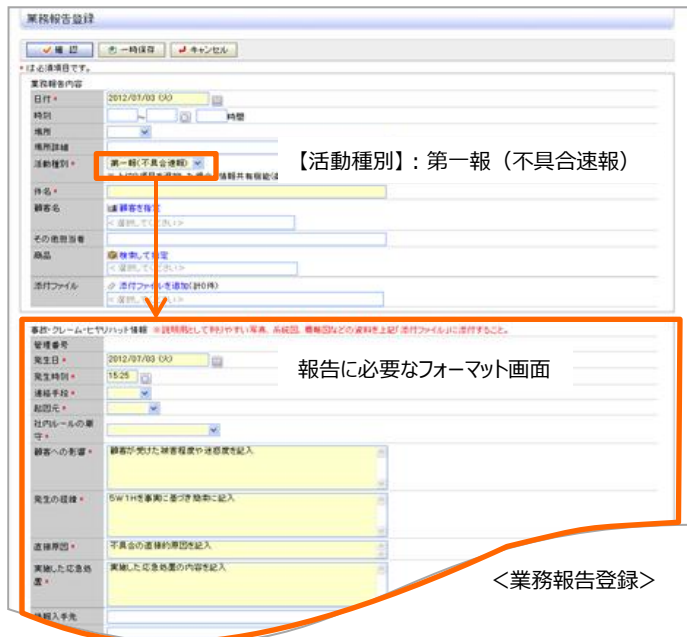 業務報告登録
確 認 一時保存 キャンセル
* は必須項目です。
業務報告内容
日付 * 2012/07/03 (火)
時刻 ~ 時間
場所
場所詳細
活動種別 * 第一報(不具合速報)
【活動種別】：第一報（不具合速報）
件名 *
顧客名 顧客を指定
< 選択してください >
その他担当者
商品 検索して指定
< 選択してください >
添付ファイル 添付ファイルを追加(計0件)
< 選択してください >
事故・クレーム・ヒヤリハット情報 ※説明用として判りやすい写真、系統図、概略図などの資料を上記「添付ファイル」に添付すること。
管理番号
発生日 * 2012/07/03 (火)
発生時刻 * 15:25
報告に必要なフォーマット画面
連絡手段 *
起因元 *
社内ルールの順守 *
顧客への影響 * 顧客が受けた被害程度や迷惑度を記入
発生の経緯 * 5W1Hを事実に基づき簡潔に記入
直接原因 * 不具合の直接的原因を記入
実施した応急処置 * 実施した応急処置の内容を記入
＜業務報告登録＞
情報入手先